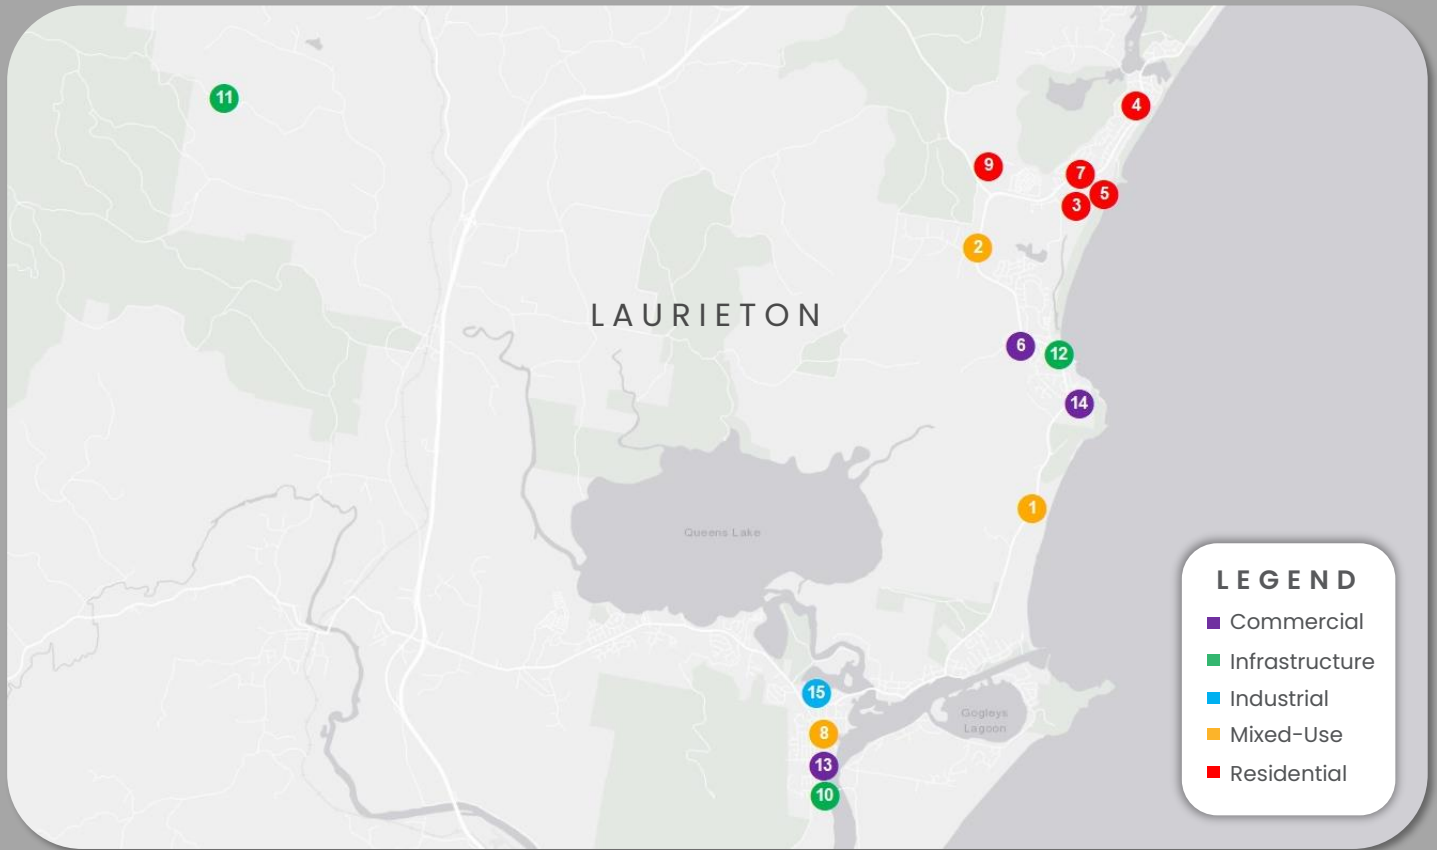 11
4
9
7
5
3
2
LAURIETON
6
12
14
1
Queens Lake
LEGEND
Commercial
Infrastructure
Industrial
Mixed-Use
Residential
15
Gogleys
Lagoon
8
13
10